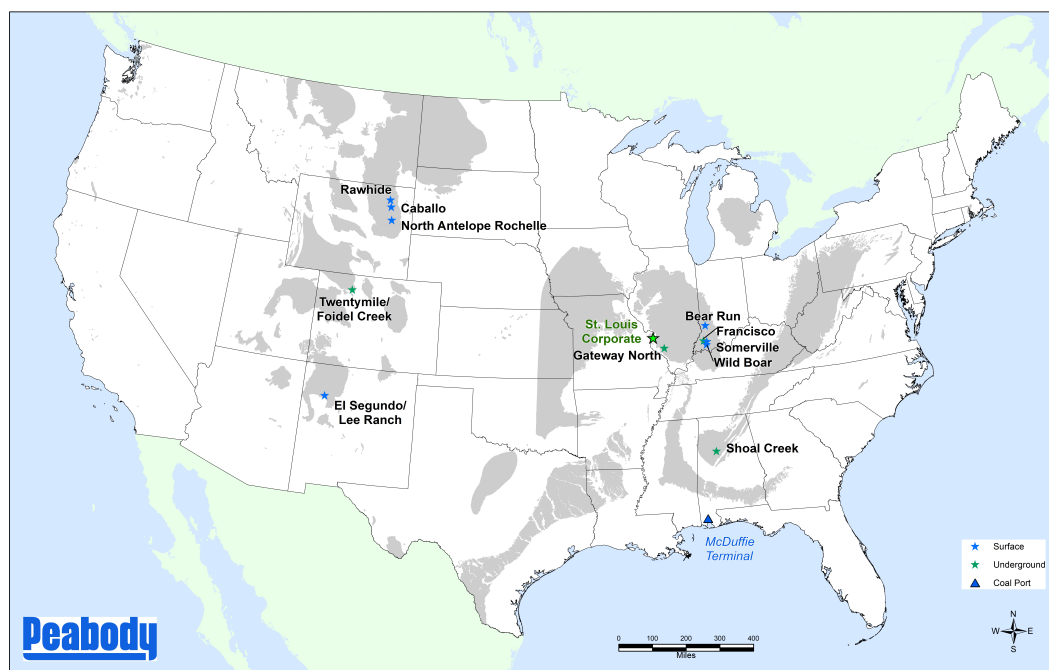 Rawhide
Caballo
North Antelope Rochelle
Twentymile/
Foidel Creek
St. Louis
Corporate
Gateway North
Bear Run
Francisco
Somerville
Wild Boar
El Segundo/
Lee Ranch
Shoal Creek
McDuffie
Terminal
Surface
Underground
Coal Port
N
W E
S
0 100 200 300 400
Miles
Peabody